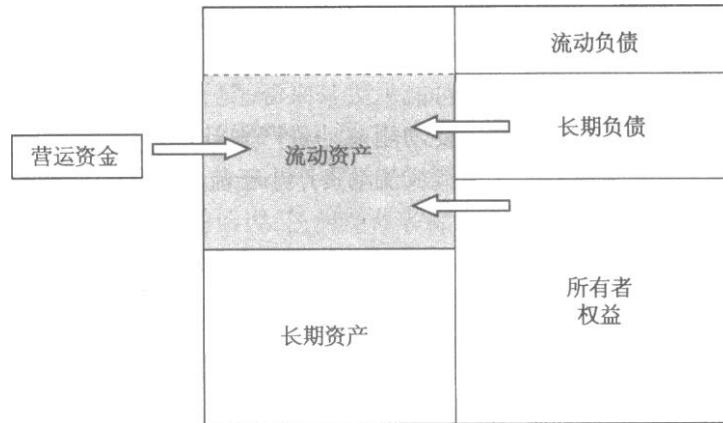 流动负债
长期负债
营运资金
流动资产
所有者
权益
长期资产